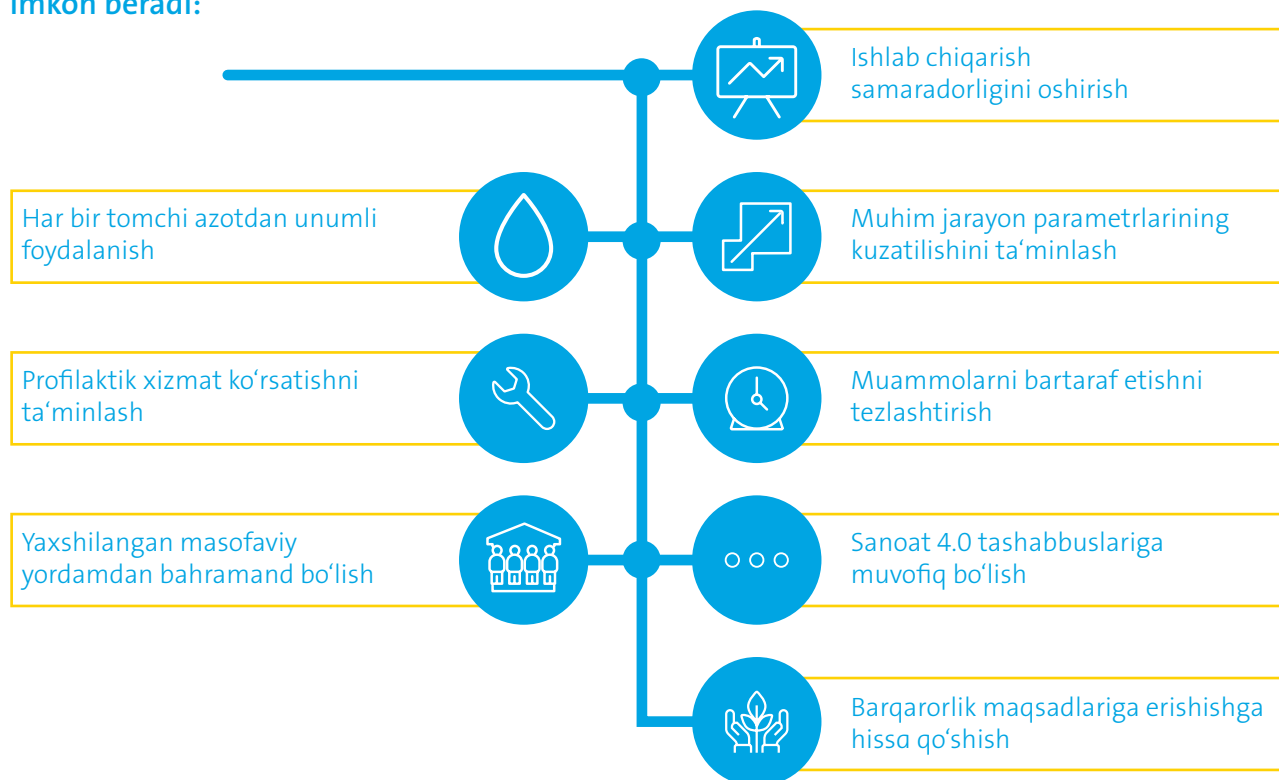 imkon beradi:
Ishlab chiqarish
samaradorligini oshirish
Har bir tomchi azotdan unumli
foydalanish
Muhim jarayon parametrlarining
kuzatilishini ta‘minlash
Profilaktik xizmat ko‘rsatishni
ta‘minlash
Muammolarni bartaraf etishni
tezlashtirish
Yaxshilangan masofaviy
yordamdan bahramand bo‘lish
Sanoat 4.0 tashabbuslariga
muvofiq bo‘lish
Barqarorlik maqsadlariga erishishga
hissa qo‘shish